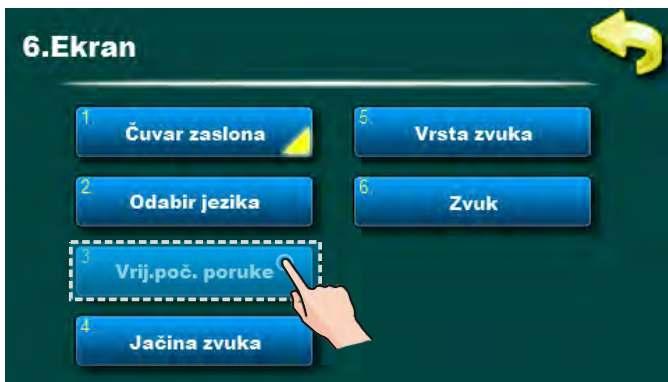 6.Ekran
1.
Čuvar zaslona
2
Odabir jezika
3
Vrij.poč. poruke
4
Jačina zvuka
5.
Vrsta zvuka
6.
Zvuk